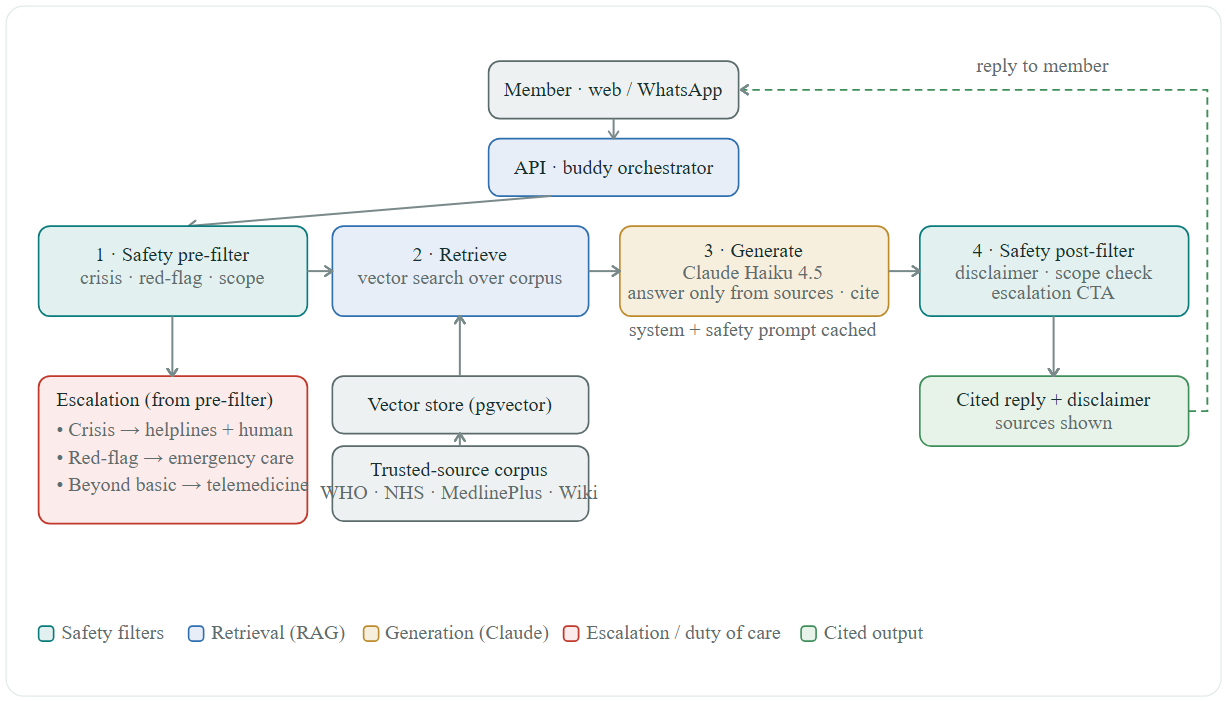 reply to member
Member · web / WhatsApp
API · buddy orchestrator
1 · Safety pre-filter
crisis · red-flag · scope
2 · Retrieve
vector search over corpus
3 · Generate
Claude Haiku 4.5
answer only from sources · cite
system + safety prompt cached
4 · Safety post-filter
disclaimer · scope check
escalation CTA
Escalation (from pre-filter)
• Crisis → helplines + human
• Red-flag → emergency care
• Beyond basic → telemedicine
Vector store (pgvector)
Trusted-source corpus
WHO · NHS · MedlinePlus · Wiki
Cited reply + disclaimer
sources shown
Safety filters
Retrieval (RAG)
Generation (Claude)
Escalation / duty of care
Cited output